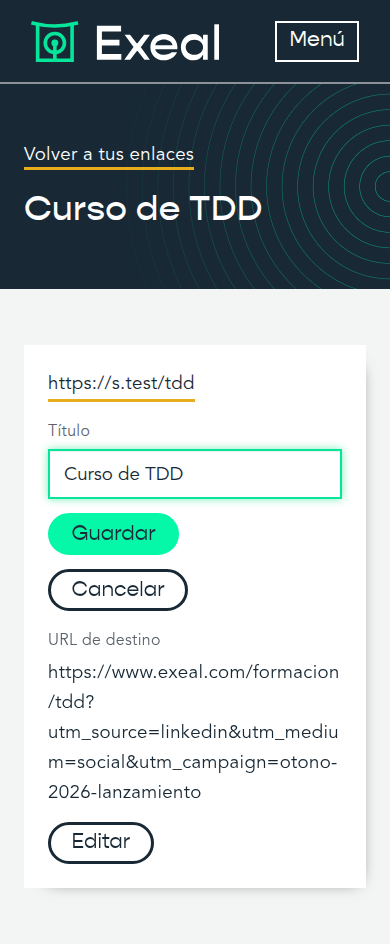 Exeal
Menú
Volver a tus enlaces
Curso de TDD
https://s.test/tdd
Título
Curso de TDD
Guardar
Cancelar
URL de destino
https://www.exeal.com/formacion
/tdd?
utm_source=linkedin&utm_mediu
m=social&utm_campaign=otono-
2026-lanzamiento
Editar